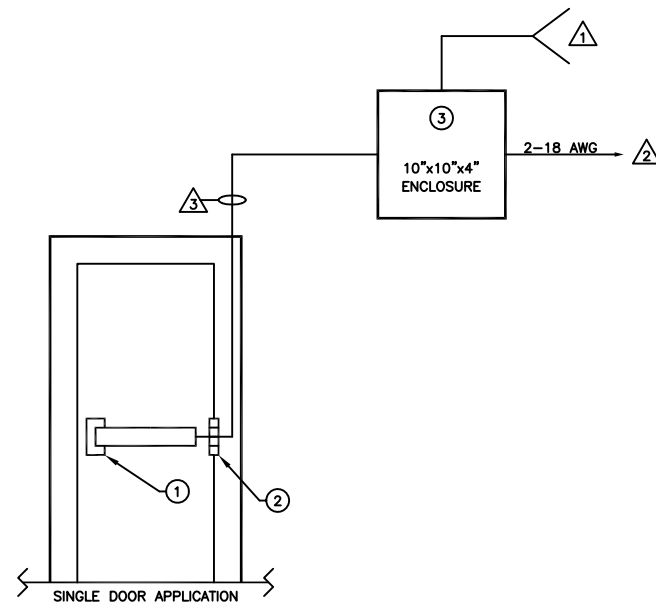 1
3
10"x10"x4"
ENCLOSURE
2-18 AWG
2
3
1
2
SINGLE DOOR APPLICATION